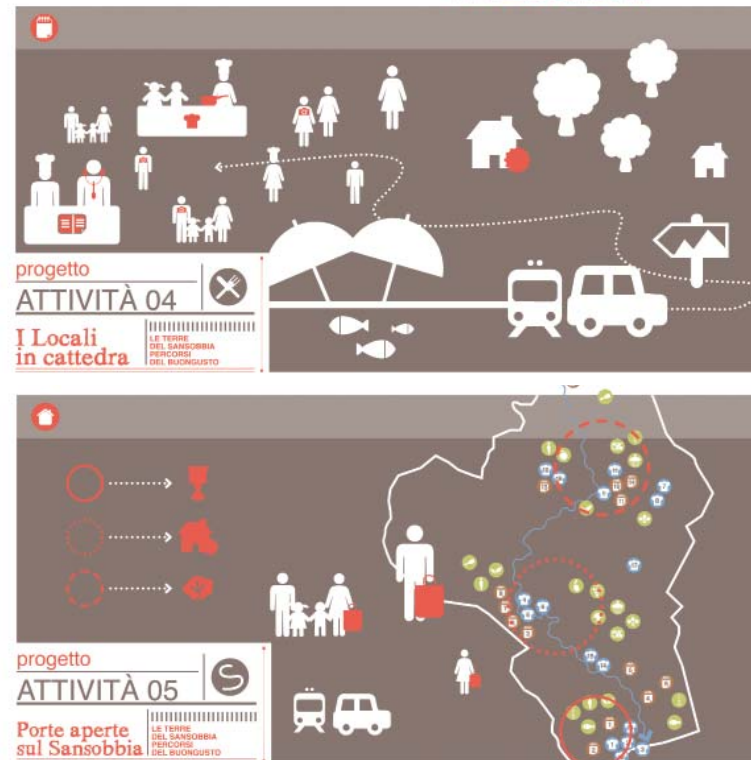 progetto
ATTIVITÀ 04
I Locali
in cattedra
LE TERRE
DEL SANSOBBIA
PERCORSI
DEL BUONGUSTO
progetto
ATTIVITÀ 05
Porte aperte
sul Sansobbia
LE TERRE
DEL SANSOBBIA
PERCORSI
DEL BUONGUSTO